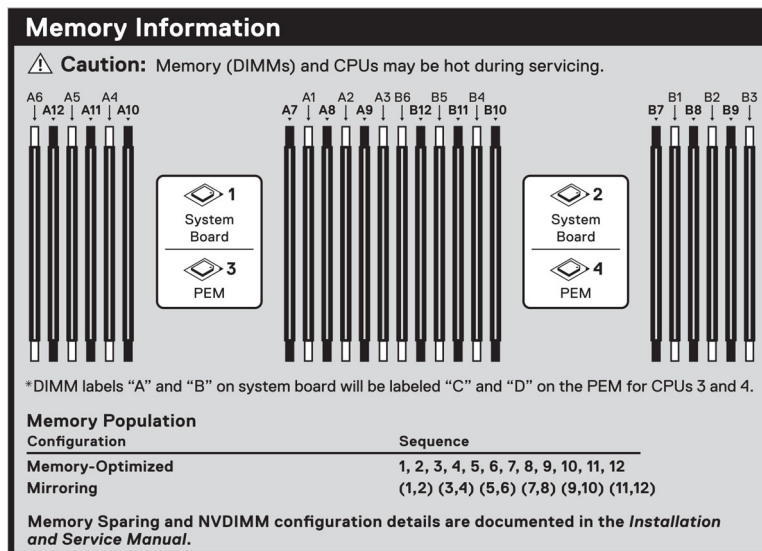 Memory Information
Caution: Memory (DIMMs) and CPUs may be hot during servicing.
A6 A5 A4 A1 A2 A3 B6 B5 B4 B1 B2 B3
A12 A11 A10 A7 A8 A9 B12 B11 B10 B7 B8 B9
1
System
Board
3
PEM
2
System
Board
4
PEM
*DIMM labels “A” and “B” on system board will be labeled “C” and “D” on the PEM for CPUs 3 and 4.
Memory Population
Configuration Sequence
Memory-Optimized 1, 2, 3, 4, 5, 6, 7, 8, 9, 10, 11, 12
Mirroring (1,2) (3,4) (5,6) (7,8) (9,10) (11,12)
Memory Sparing and NVDIMM configuration details are documented in the Installation
and Service Manual.